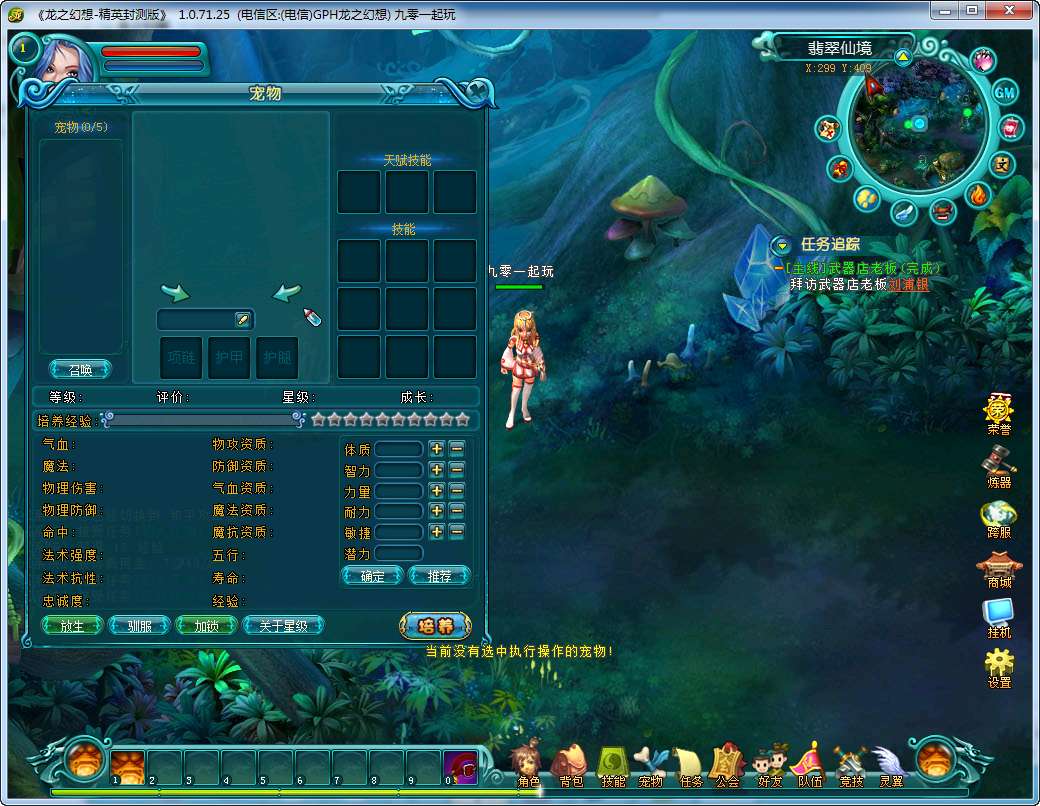 《龙之幻想-精英封测版》 1.0.71.25 (电信区:(电信)GPH龙之幻想) 九零一起玩
1
翡翠仙境
X:299 Y:409
GM
宠物
宠物(0/5)
天赋技能
技能
项链 护甲 护腿
召唤
等级: 评价: 星级: 成长:
培养经验:
气血: 物攻资质: 体质
魔法: 防御资质: 智力
物理伤害: 气血资质: 力量
物理防御: 魔法资质: 耐力
命中: 魔抗资质: 敏捷
法术强度: 五行: 潜力
法术抗性: 寿命: 确定 推荐
忠诚度: 经验:
放生 驯服 加锁 关于星级 培养
九零一起玩
任务追踪
[主线]武器店老板(完成)
拜访武器店老板刘浦银
荣
荣誉
炼器
跨服
商城
挂机
设置
当前没有选中执行操作的宠物!
1 2 3 4 5 6 7 8 9 0
角色 背包 技能 宠物 任务 公会 好友 队伍 竞技 灵翼